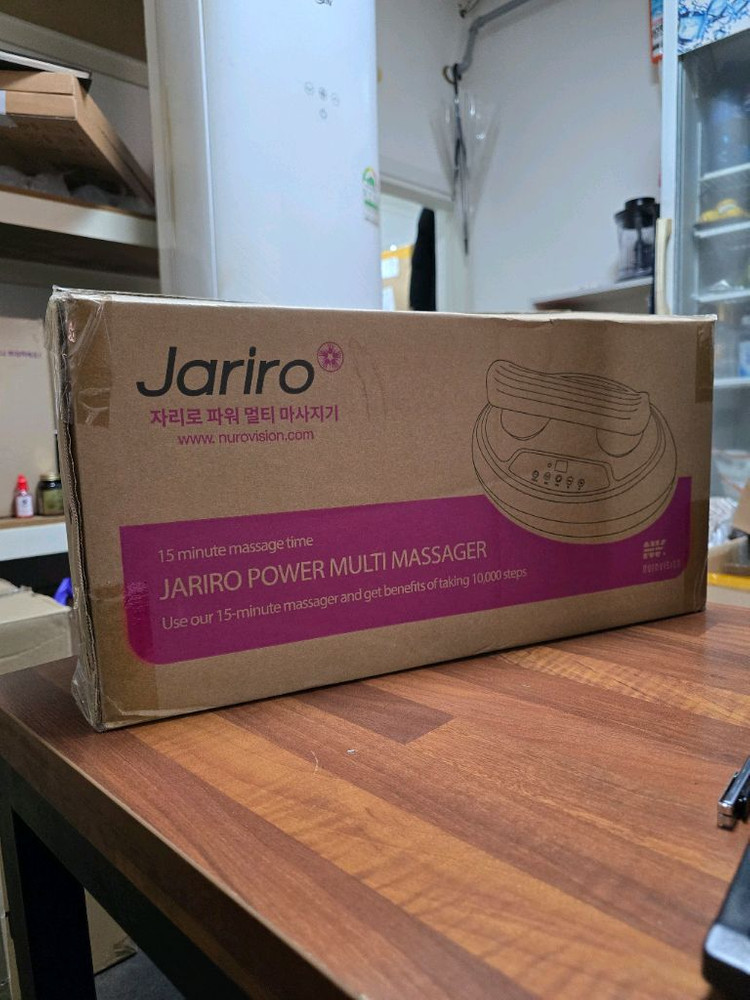 Jariro
자리로 파워 멀티 마사지기
www. nurovision.com
15 minute massage time
JARIRO POWER MULTI MASSAGER
Use our 15-minute massager and get benefits of taking 10,000 steps
NUROVISION